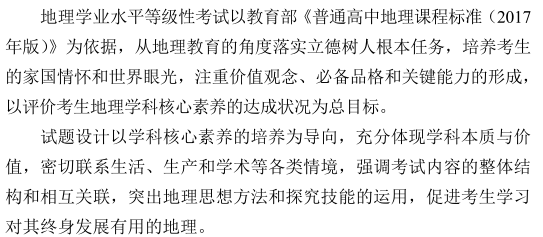 地理学业水平等级性考试以教育部《普通高中地理课程标准（2017
年版）》为依据，从地理教育的角度落实立德树人根本任务，培养考生
的家国情怀和世界眼光，注重价值观念、必备品格和关键能力的形成，
以评价考生地理学科核心素养的达成状况为总目标。
试题设计以学科核心素养的培养为导向，充分体现学科本质与价
值，密切联系生活、生产和学术等各类情境，强调考试内容的整体结
构和相互关联，突出地理思想方法和探究技能的运用，促进考生学习
对其终身发展有用的地理。